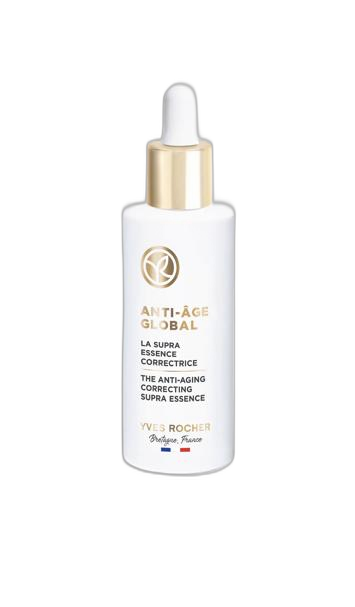 ANTI-ÂGE
GLOBAL
LA SUPRA
ESSENCE
CORRECTRICE
THE ANTI-AGING
CORRECTING
SUPRA ESSENCE
YVES ROCHER
Bretagne, France